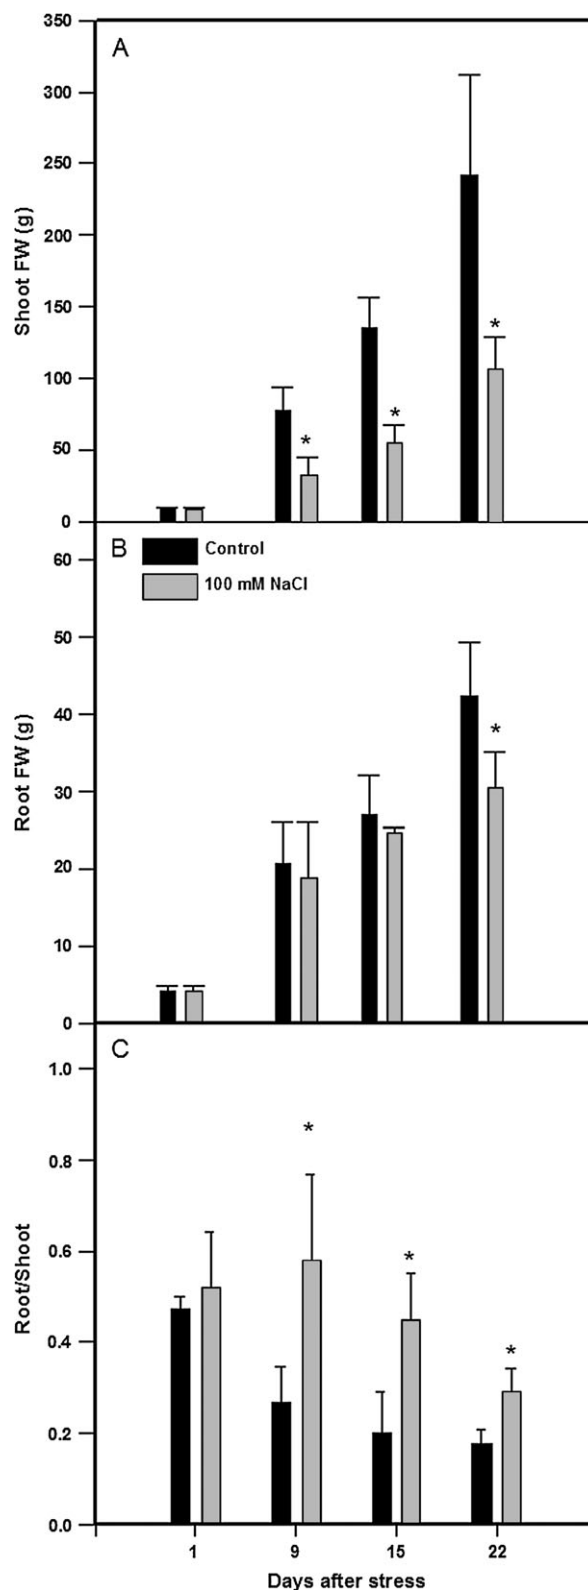 350
A
300
250
200
150
100
50
0
Shoot FW (g)
*
*
*
B
Control
100 mM NaCl
60
50
40
30
20
10
0
Root FW (g)
*
C
1.0
0.8
0.6
0.4
0.2
0.0
Root/Shoot
*
*
*
1 9 15 22
Days after stress